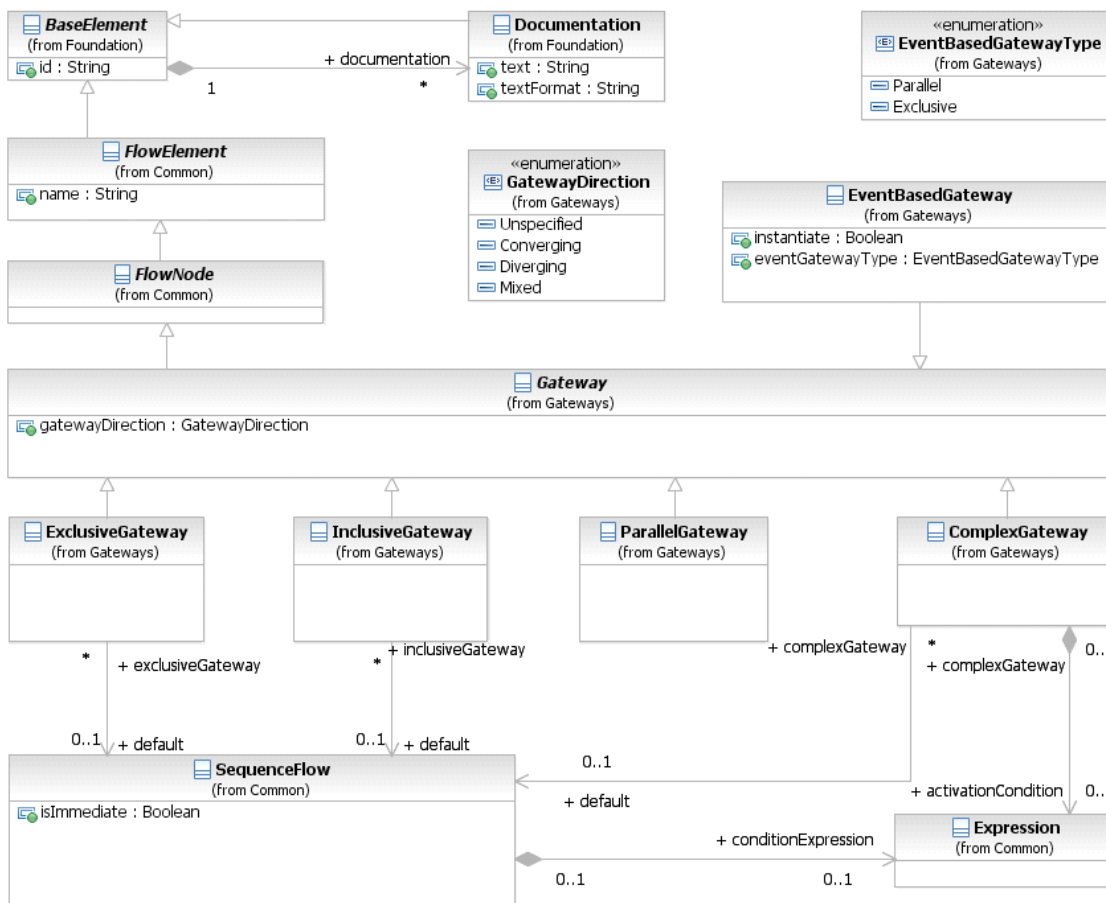 BaseElement
(from Foundation)
id : String
1
+ documentation
*
Documentation
(from Foundation)
text : String
textFormat : String
«enumeration»
EventBasedGatewayType
(from Gateways)
Parallel
Exclusive
FlowElement
(from Common)
name : String
«enumeration»
GatewayDirection
(from Gateways)
Unspecified
Converging
Diverging
Mixed
EventBasedGateway
(from Gateways)
instantiate : Boolean
eventGatewayType : EventBasedGatewayType
FlowNode
(from Common)
Gateway
(from Gateways)
gatewayDirection : GatewayDirection
ExclusiveGateway
(from Gateways)
InclusiveGateway
(from Gateways)
ParallelGateway
(from Gateways)
ComplexGateway
(from Gateways)
*
+ exclusiveGateway
0..1
+ default
*
+ inclusiveGateway
0..1
+ default
+ complexGateway
*
+ complexGateway
0..
0..1
+ default
+ activationCondition
0..
SequenceFlow
(from Common)
isImmediate : Boolean
+ conditionExpression
0..1
0..1
Expression
(from Common)